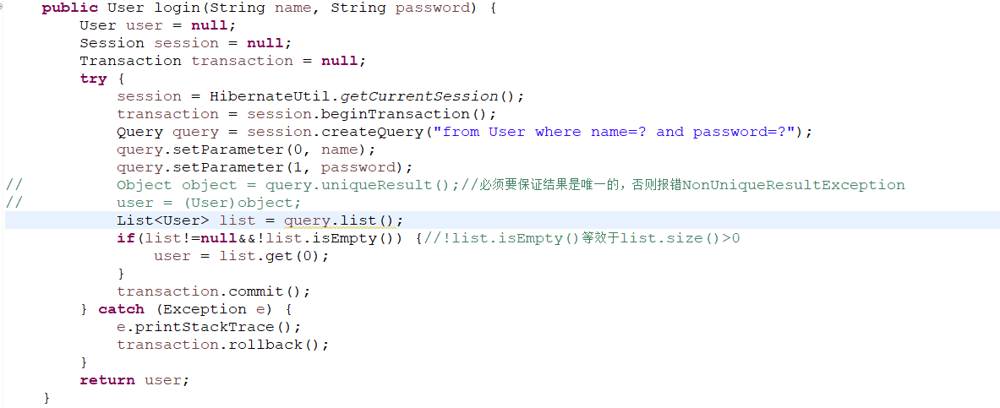 public User login(String name, String password) {
        User user = null;
        Session session = null;
        Transaction transaction = null;
        try {
            session = HibernateUtil.getCurrentSession();
            transaction = session.beginTransaction();
            Query query = session.createQuery("from User where name=? and password=?");
            query.setParameter(0, name);
            query.setParameter(1, password);
//          Object object = query.uniqueResult();//必须要保证结果是唯一的，否则报错NonUniqueResultException
//          user = (User)object;
            List<User> list = query.list();
            if(list!=null&&!list.isEmpty()) {//!list.isEmpty()等效于list.size()>0
                user = list.get(0);
            }
            transaction.commit();
        } catch (Exception e) {
            e.printStackTrace();
            transaction.rollback();
        }
        return user;
    }